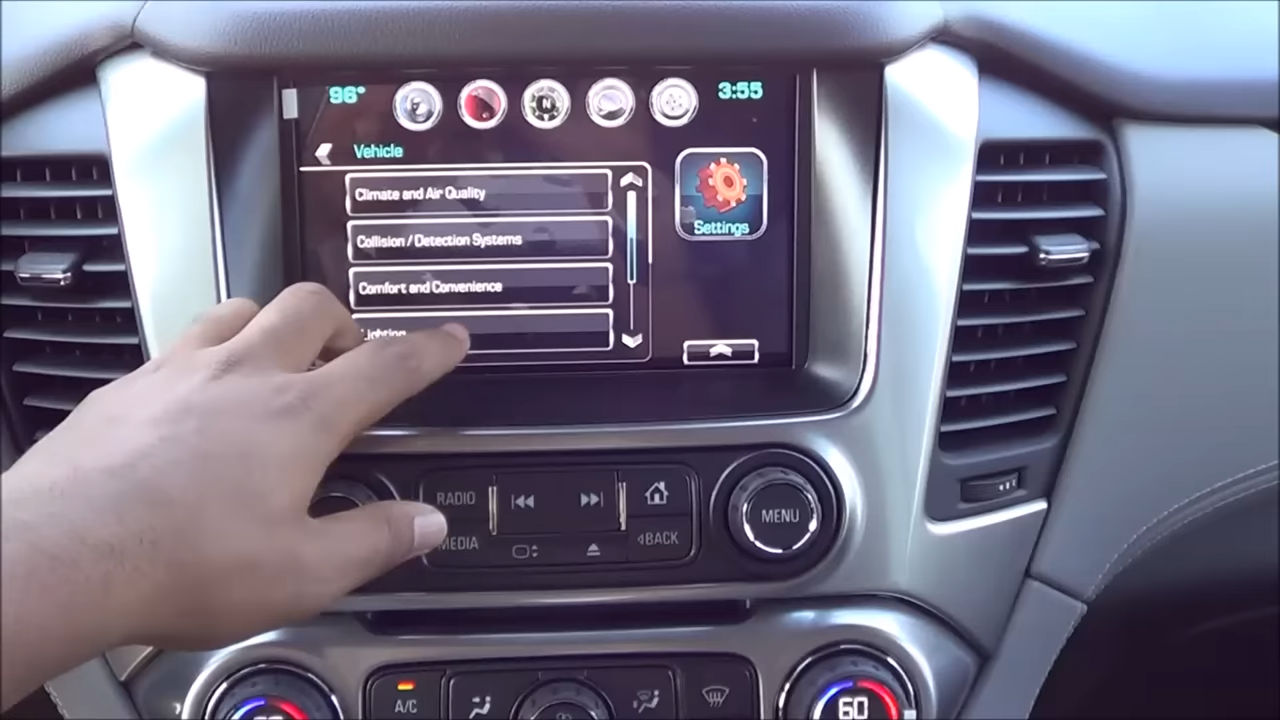 96° N 3:55
Vehicle
Climate and Air Quality
Collision / Detection Systems
Comfort and Convenience
Lighting
Settings
RADIO
MEDIA
BACK
MENU
A/C
60